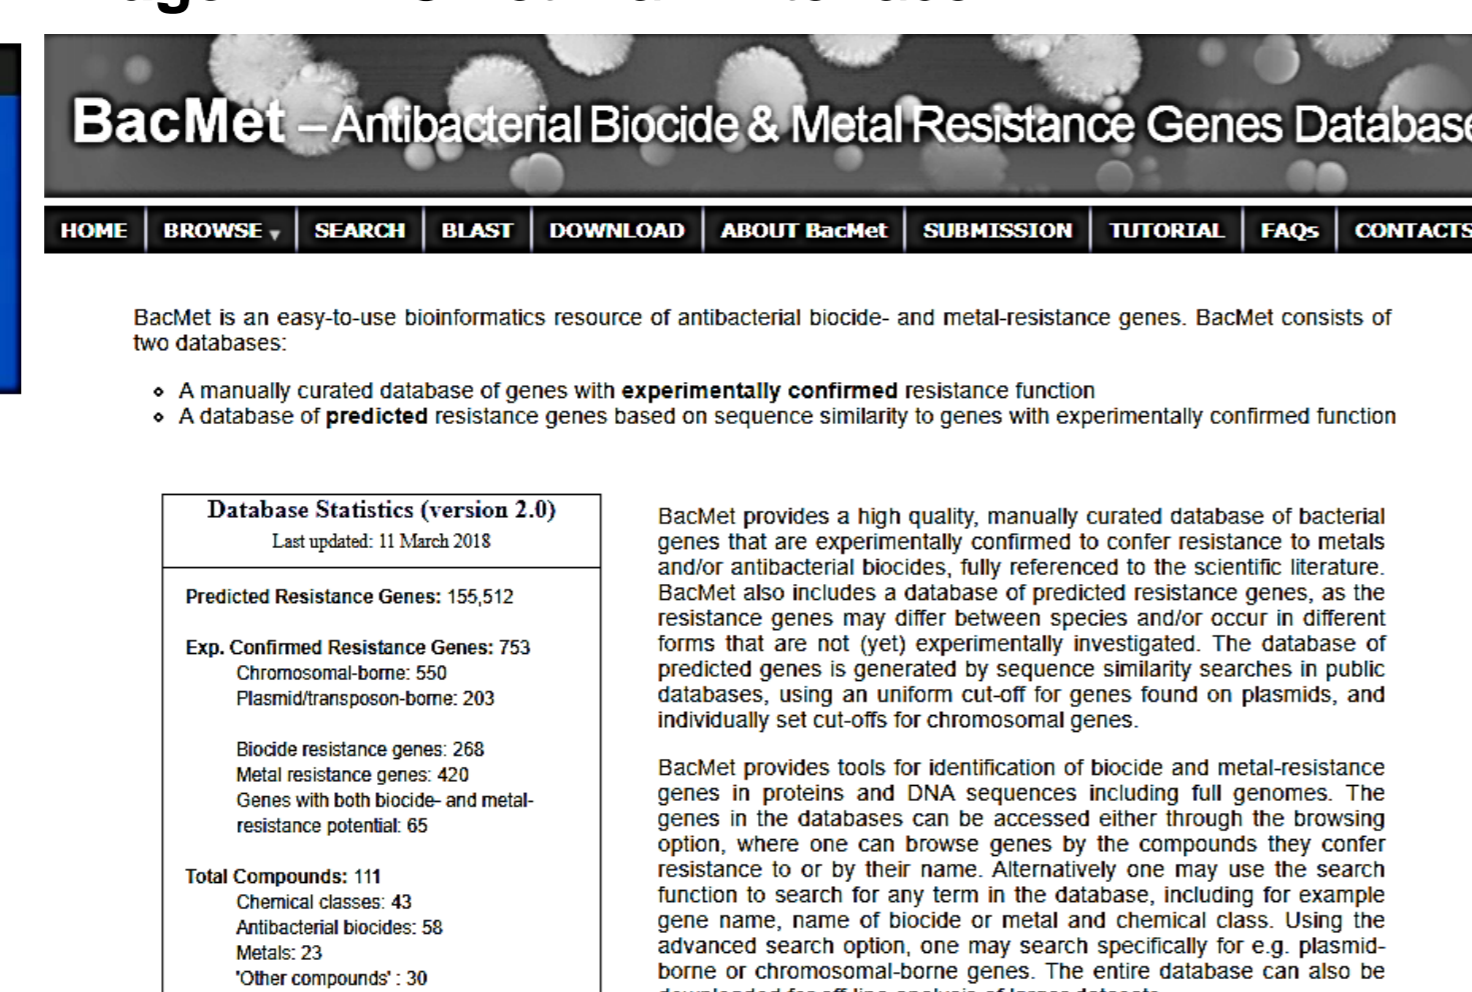 BacMet – Antibacterial Biocide & Metal Resistance Genes Database
HOME BROWSE SEARCH BLAST DOWNLOAD ABOUT BacMet SUBMISSION TUTORIAL FAQs CONTACTS
BacMet is an easy-to-use bioinformatics resource of antibacterial biocide- and metal-resistance genes. BacMet consists of
two databases:
A manually curated database of genes with experimentally confirmed resistance function
A database of predicted resistance genes based on sequence similarity to genes with experimentally confirmed function
Database Statistics (version 2.0)
Last updated: 11 March 2018
Predicted Resistance Genes: 155,512
Exp. Confirmed Resistance Genes: 753
Chromosomal-borne: 550
Plasmid/transposon-borne: 203
Biocide resistance genes: 268
Metal resistance genes: 420
Genes with both biocide- and metal-
resistance potential: 65
Total Compounds: 111
Chemical classes: 43
Antibacterial biocides: 58
Metals: 23
'Other compounds' : 30
BacMet provides a high quality, manually curated database of bacterial
genes that are experimentally confirmed to confer resistance to metals
and/or antibacterial biocides, fully referenced to the scientific literature.
BacMet also includes a database of predicted resistance genes, as the
resistance genes may differ between species and/or occur in different
forms that are not (yet) experimentally investigated. The database of
predicted genes is generated by sequence similarity searches in public
databases, using an uniform cut-off for genes found on plasmids, and
individually set cut-offs for chromosomal genes.
BacMet provides tools for identification of biocide and metal-resistance
genes in proteins and DNA sequences including full genomes. The
genes in the databases can be accessed either through the browsing
option, where one can browse genes by the compounds they confer
resistance to or by their name. Alternatively one may use the search
function to search for any term in the database, including for example
gene name, name of biocide or metal and chemical class. Using the
advanced search option, one may search specifically for e.g. plasmid-
borne or chromosomal-borne genes. The entire database can also be